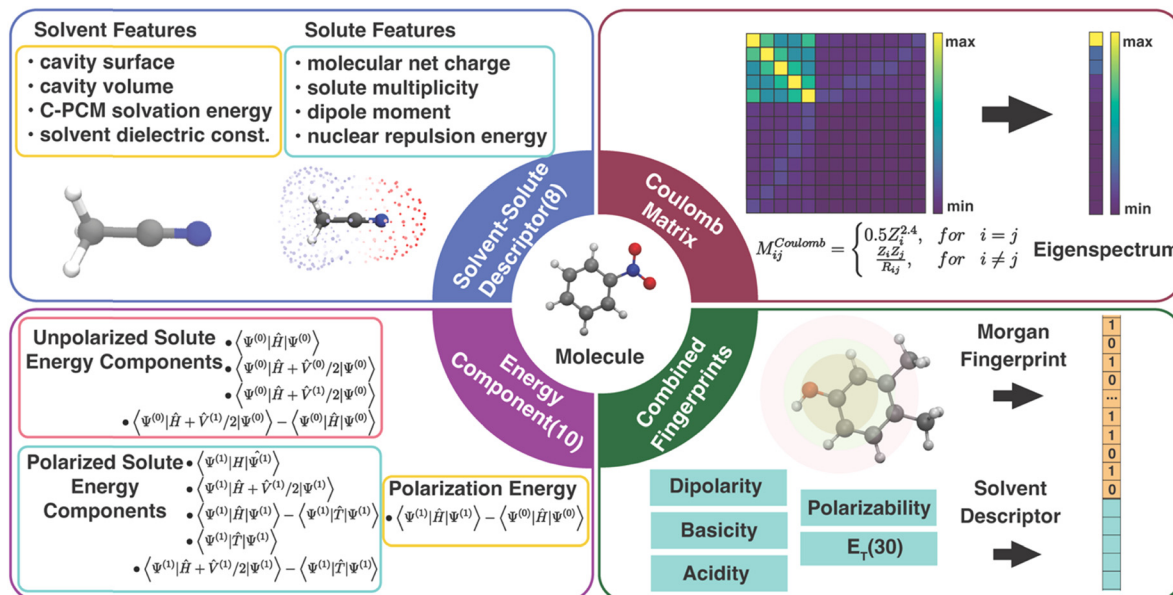 Solvent Features
• cavity surface
• cavity volume
• C-PCM solvation energy
• solvent dielectric const.
Solute Features
• molecular net charge
• solute multiplicity
• dipole moment
• nuclear repulsion energy
Solvent-Solute
Descriptor(8)
Coulomb
Matrix
max
min
max
min
M_{ij}^{Coulomb} = { 0.5Z_i^{2.4}, for i = j
Z_iZ_j/R_{ij}, for i ≠ j
Eigenspectrum
Molecule
Energy
Component(10)
Combined
Fingerprints
Unpolarized Solute
Energy Components
• ⟨Ψ⁽⁰⁾|Ĥ|Ψ⁽⁰⁾⟩
• ⟨Ψ⁽⁰⁾|Ĥ + V̂⁽⁰⁾/2|Ψ⁽⁰⁾⟩
• ⟨Ψ⁽⁰⁾|Ĥ + V̂⁽¹⁾/2|Ψ⁽⁰⁾⟩
• ⟨Ψ⁽⁰⁾|Ĥ + V̂⁽¹⁾/2|Ψ⁽⁰⁾⟩ − ⟨Ψ⁽⁰⁾|Ĥ|Ψ⁽⁰⁾⟩
Polarized Solute
Energy
Components
• ⟨Ψ⁽¹⁾|H|Ψ̂⁽¹⁾⟩
• ⟨Ψ⁽¹⁾|Ĥ + V̂⁽¹⁾/2|Ψ⁽¹⁾⟩
• ⟨Ψ⁽¹⁾|Ĥ|Ψ⁽¹⁾⟩ − ⟨Ψ⁽¹⁾|T̂|Ψ⁽¹⁾⟩
• ⟨Ψ⁽¹⁾|T̂|Ψ⁽¹⁾⟩
• ⟨Ψ⁽¹⁾|Ĥ + V̂⁽¹⁾/2|Ψ⁽¹⁾⟩ − ⟨Ψ⁽¹⁾|T̂|Ψ⁽¹⁾⟩
Polarization Energy
• ⟨Ψ⁽¹⁾|Ĥ|Ψ⁽¹⁾⟩ − ⟨Ψ⁽⁰⁾|Ĥ|Ψ⁽⁰⁾⟩
Morgan
Fingerprint
1
0
1
0
...
1
1
0
1
0
Dipolarity
Basicity
Acidity
Polarizability
E_T(30)
Solvent
Descriptor